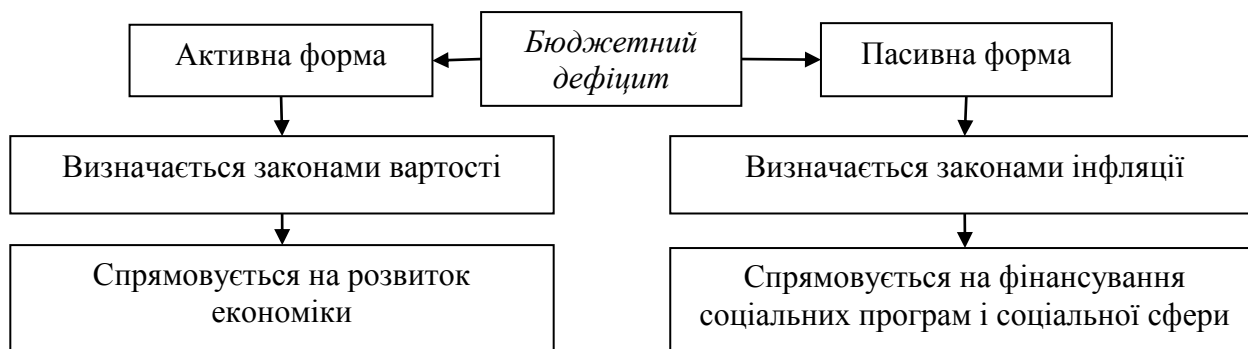 Бюджетний
дефіцит
Активна форма
Пасивна форма
Визначається законами вартості
Визначається законами інфляції
Спрямовується на розвиток
економіки
Спрямовується на фінансування
соціальних програм і соціальної сфери